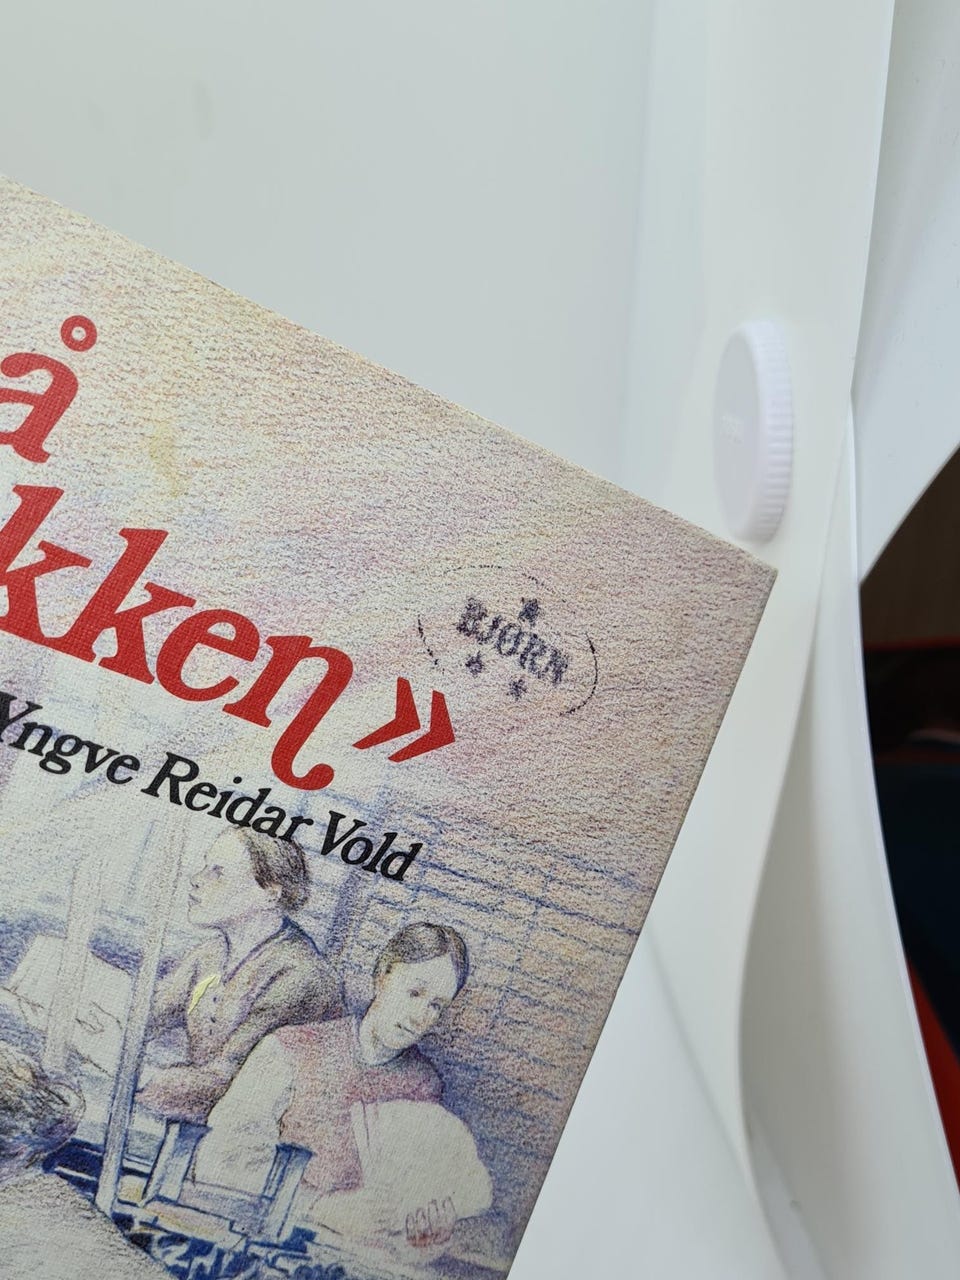 å
kken»
Yngve Reidar Vold
BJØRN